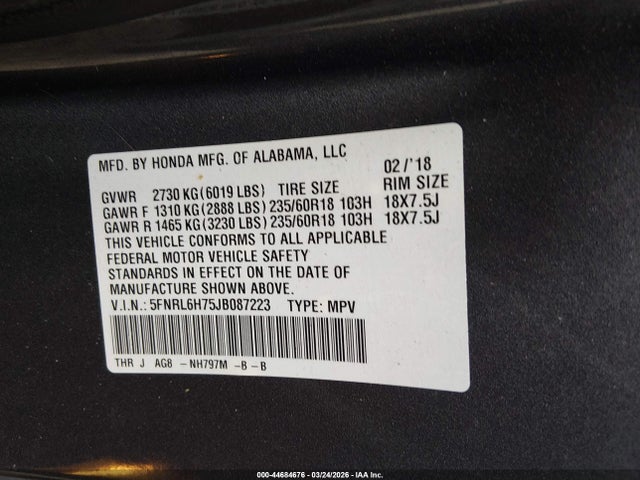 MFD. BY HONDA MFG. OF ALABAMA, LLC 02/'18
GVWR 2730 KG(6019 LBS) TIRE SIZE RIM SIZE
GAWR F 1310 KG(2888 LBS)235/60R18 103H 18X7.5J
GAWR R 1465 KG(3230 LBS)235/60R18 103H 18X7.5J
THIS VEHICLE CONFORMS TO ALL APPLICABLE
FEDERAL MOTOR VEHICLE SAFETY
STANDARDS IN EFFECT ON THE DATE OF
MANUFACTURE SHOWN ABOVE.
V.I.N.: 5FNRL6H75JB087223 TYPE: MPV
THR J AG8 -NH797M -B-B
000-44684676 - 03/24/2026 - IAA Inc.